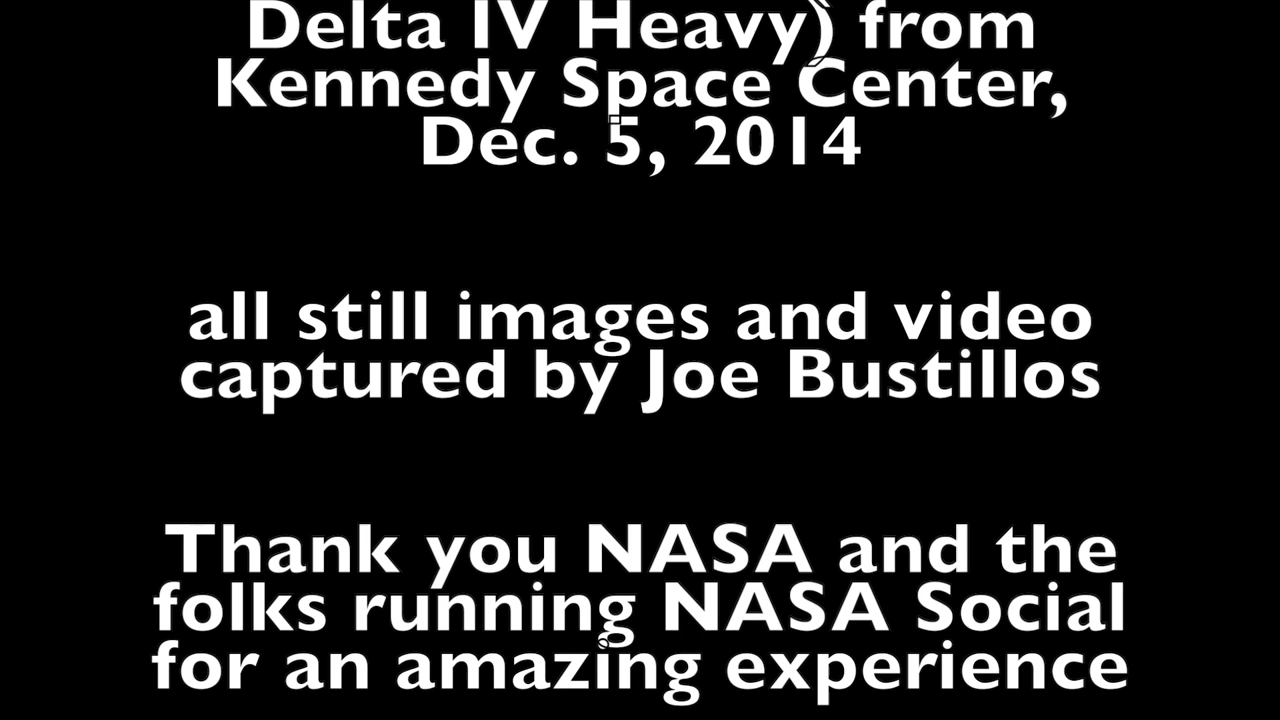 Delta IV Heavy) from
Kennedy Space Center,
Dec. 5, 2014
all still images and video
captured by Joe Bustillos
Thank you NASA and the
folks running NASA Social
for an amazing experience